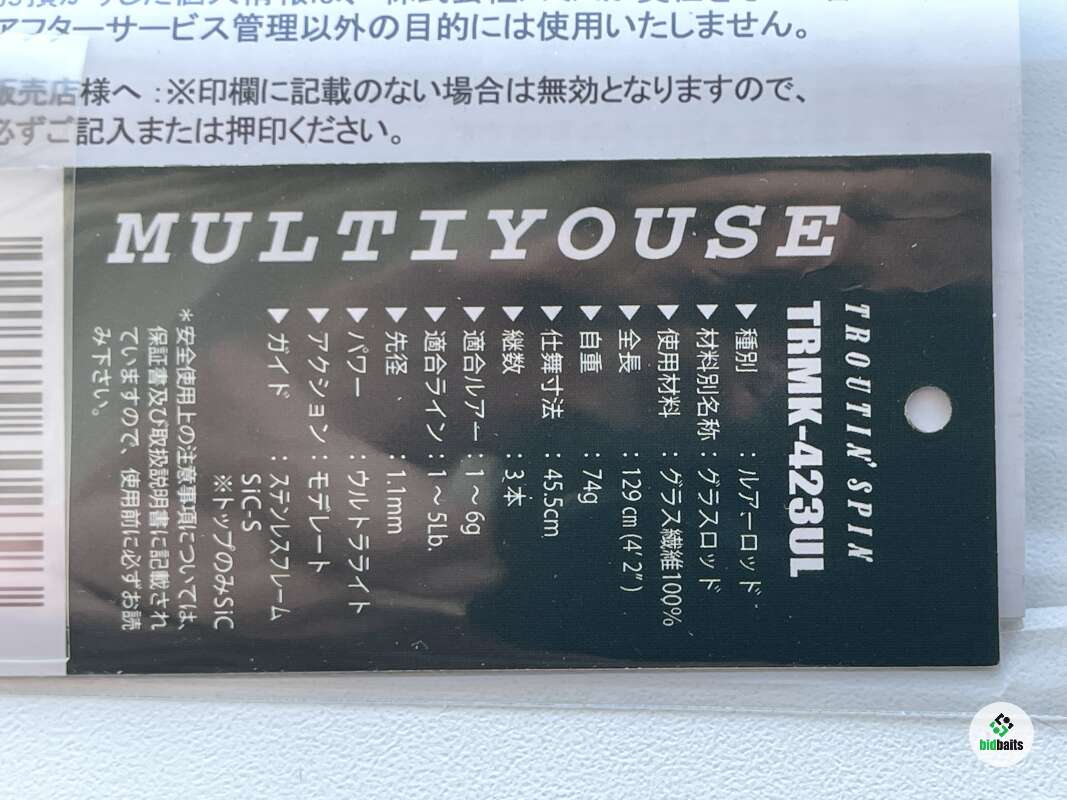 アフターサービス管理以外の目的には使用いたしません。
販売店様へ：※印欄に記載のない場合は無効となりますので、
必ずご記入または押印ください。
MULTIYOUSE
TROUTIN' SPIN
TRMK-423UL
▶種別：ルアーロッド
▶材料別名称：グラスロッド
▶使用材料：グラス繊維100%
▶全長：129cm(4'2")
▶自重：74g
▶仕舞寸法：45.5cm
▶継数：3本
▶適合ルアー：1～6g
▶適合ライン：1～5Lb.
▶先径：1.1mm
▶パワー：ウルトラライト
▶アクション：モデレート
▶ガイド：ステンレスフレーム
SiC-S
※トップのみSiC
＊安全使用上の注意事項については、
保証書及び取扱説明書に記載され
ていますので、使用前に必ずお読
み下さい。
bidbaits